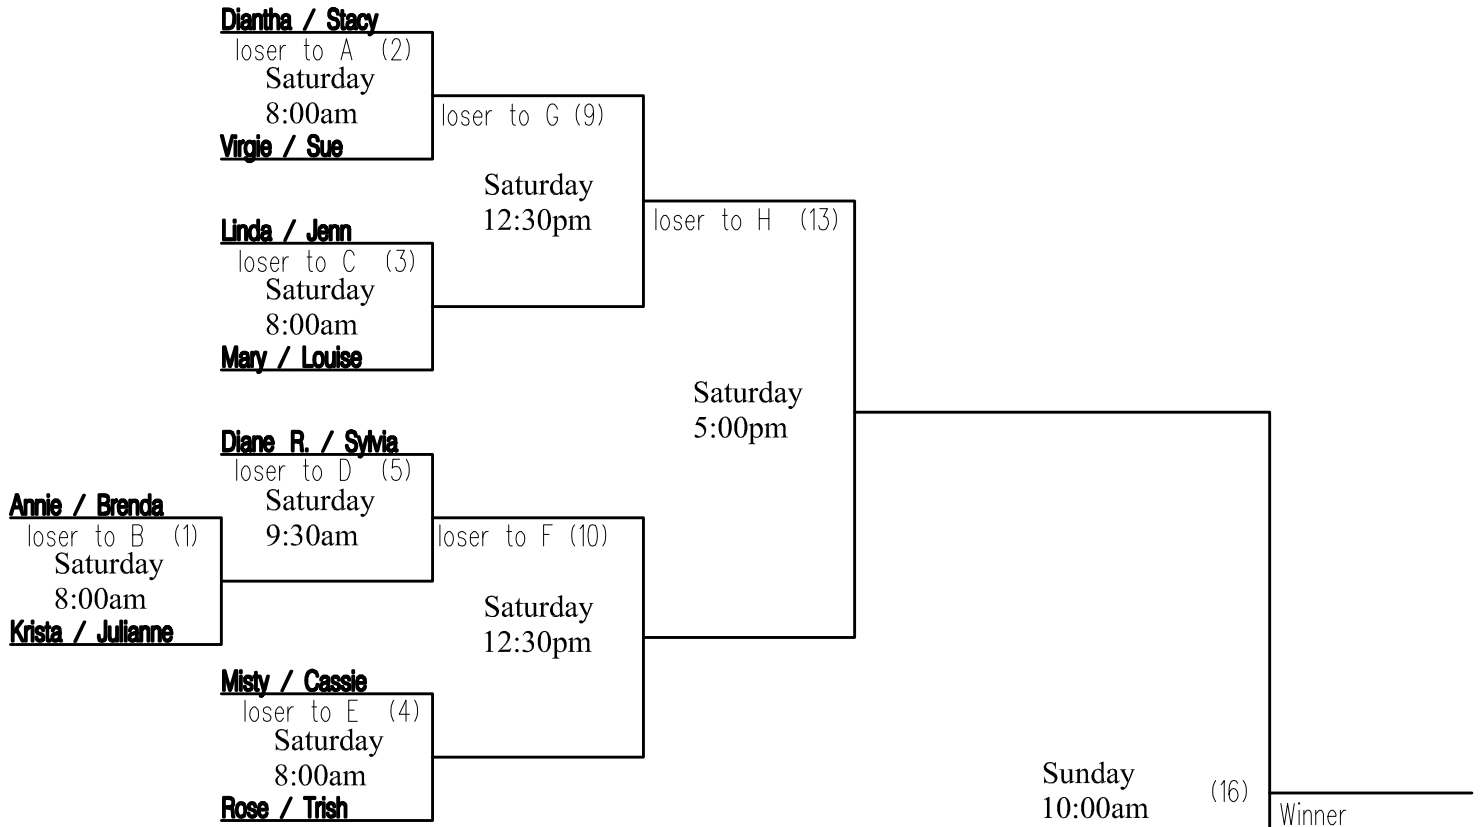 Diantha / Stacy
loser to A (2)
Saturday
8:00am
Virgie / Sue
loser to G (9)
Saturday
12:30pm
Linda / Jenn
loser to C (3)
Saturday
8:00am
Mary / Louise
loser to H (13)
Saturday
5:00pm
Diane R. / Sylvia
loser to D (5)
Saturday
9:30am
Annie / Brenda
loser to B (1)
Saturday
8:00am
Krista / Julianne
loser to F (10)
Saturday
12:30pm
Misty / Cassie
loser to E (4)
Saturday
8:00am
Rose / Trish
Sunday
10:00am
(16)
Winner